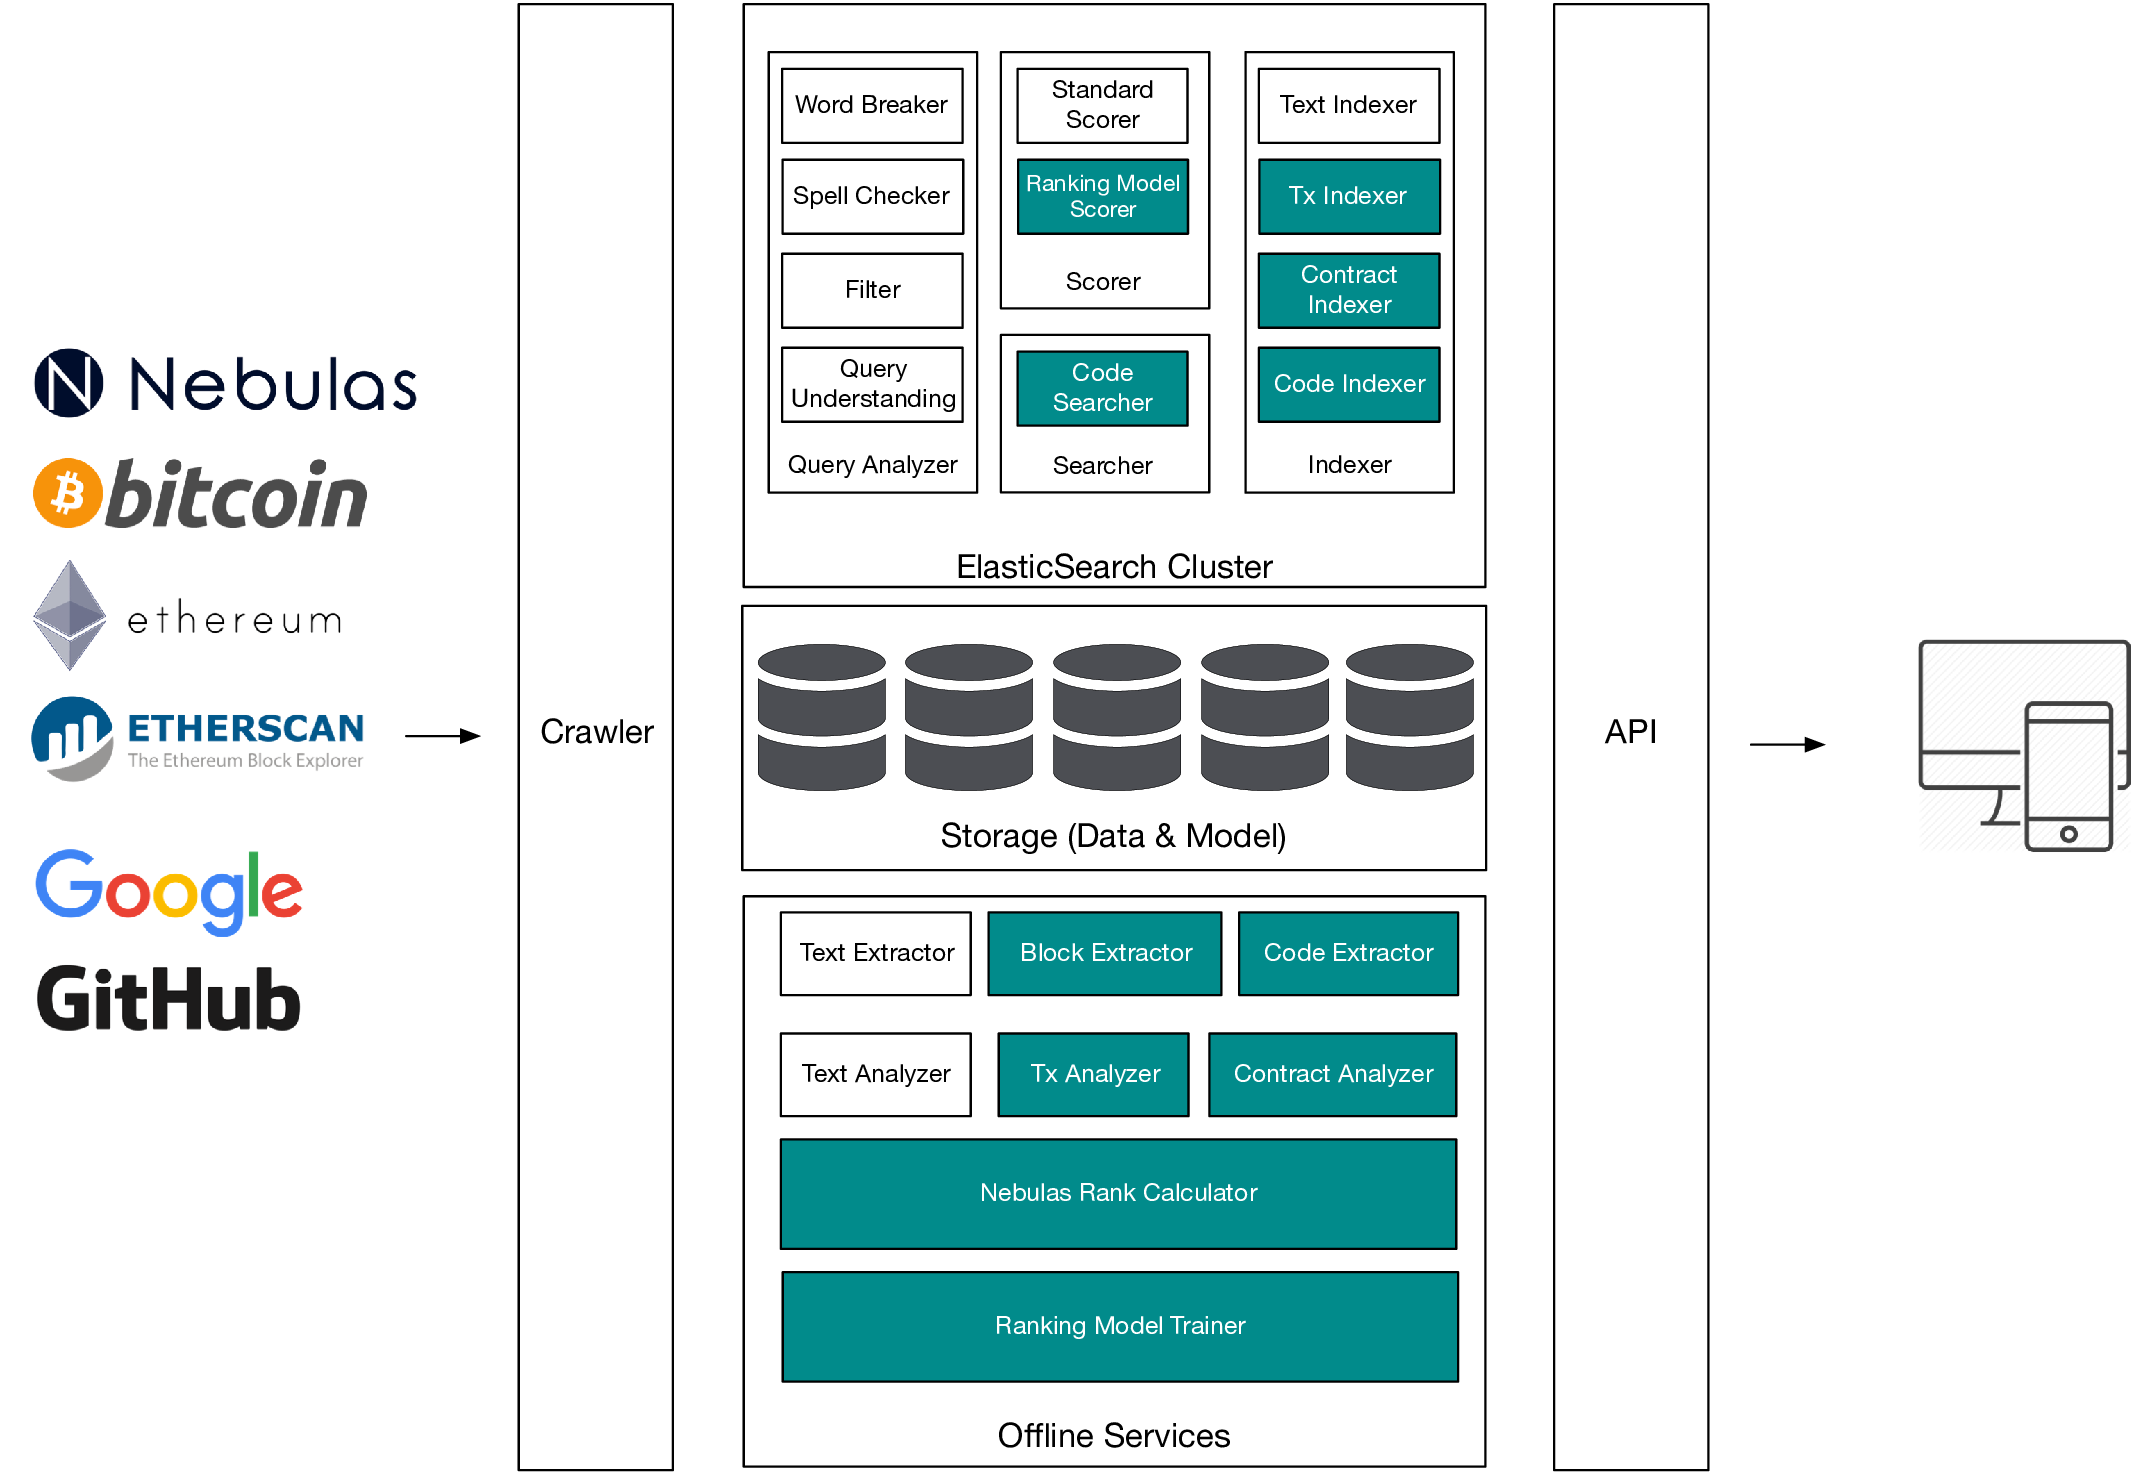 Nebulas
bitcoin
ethereum
ETHERSCAN
The Ethereum Block Explorer
Google
GitHub
Crawler
Word Breaker
Spell Checker
Filter
Query
Understanding
Query Analyzer
Standard
Scorer
Ranking Model
Scorer
Scorer
Code
Searcher
Searcher
Text Indexer
Tx Indexer
Contract
Indexer
Code Indexer
Indexer
ElasticSearch Cluster
Storage (Data & Model)
Text Extractor
Block Extractor
Code Extractor
Text Analyzer
Tx Analyzer
Contract Analyzer
Nebulas Rank Calculator
Ranking Model Trainer
Offline Services
API